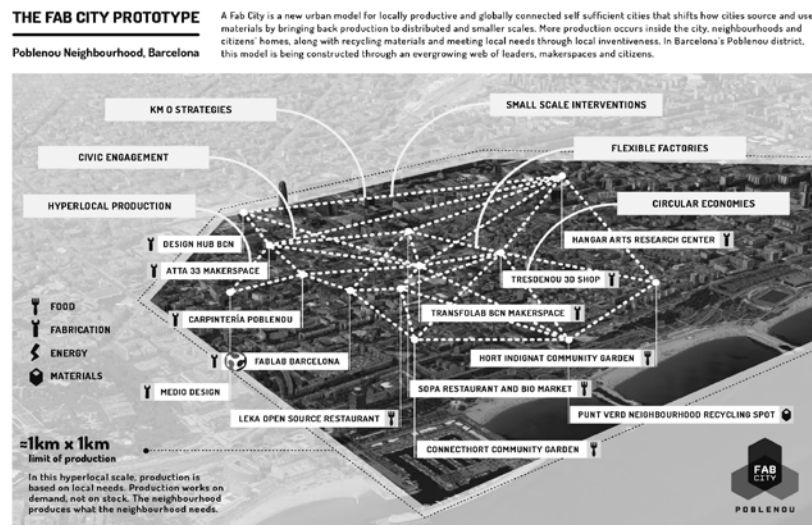 THE FAB CITY PROTOTYPE
Poblenou Neighbourhood, Barcelona
A Fab City is a new urban model for locally productive and globally connected self sufficient cities that shifts how cities source and use
materials by bringing back production to distributed and smaller scales. More production occurs inside the city, neighbourhoods and
citizens' homes, along with recycling materials and meeting local needs through local inventiveness. In Barcelona's Poblenou district,
this model is being constructed through an evergrowing web of leaders, makerspaces and citizens.
KM 0 STRATEGIES
SMALL SCALE INTERVENTIONS
CIVIC ENGAGEMENT
FLEXIBLE FACTORIES
HYPERLOCAL PRODUCTION
CIRCULAR ECONOMIES
DESIGN HUB BCN
HANGAR ARTS RESEARCH CENTER
ATTA 33 MAKERSPACE
TRESDENOU 3D SHOP
FOOD
FABRICATION
ENERGY
MATERIALS
CARPINTERÍA POBLENOU
TRANSFOLAB BCN MAKERSPACE
FABLAB BARCELONA
HORT INDIGNAT COMMUNITY GARDEN
MEDIO DESIGN
SOPA RESTAURANT AND BIO MARKET
LEKA OPEN SOURCE RESTAURANT
PUNT VERD NEIGHBOURHOOD RECYCLING SPOT
CONNECTHORT COMMUNITY GARDEN
≈1km x 1km
limit of production
In this hyperlocal scale, production is
based on local needs. Production works on
demand, not on stock. The neighbourhood
produces what the neighbourhood needs.
FAB
CITY
POBLENOU